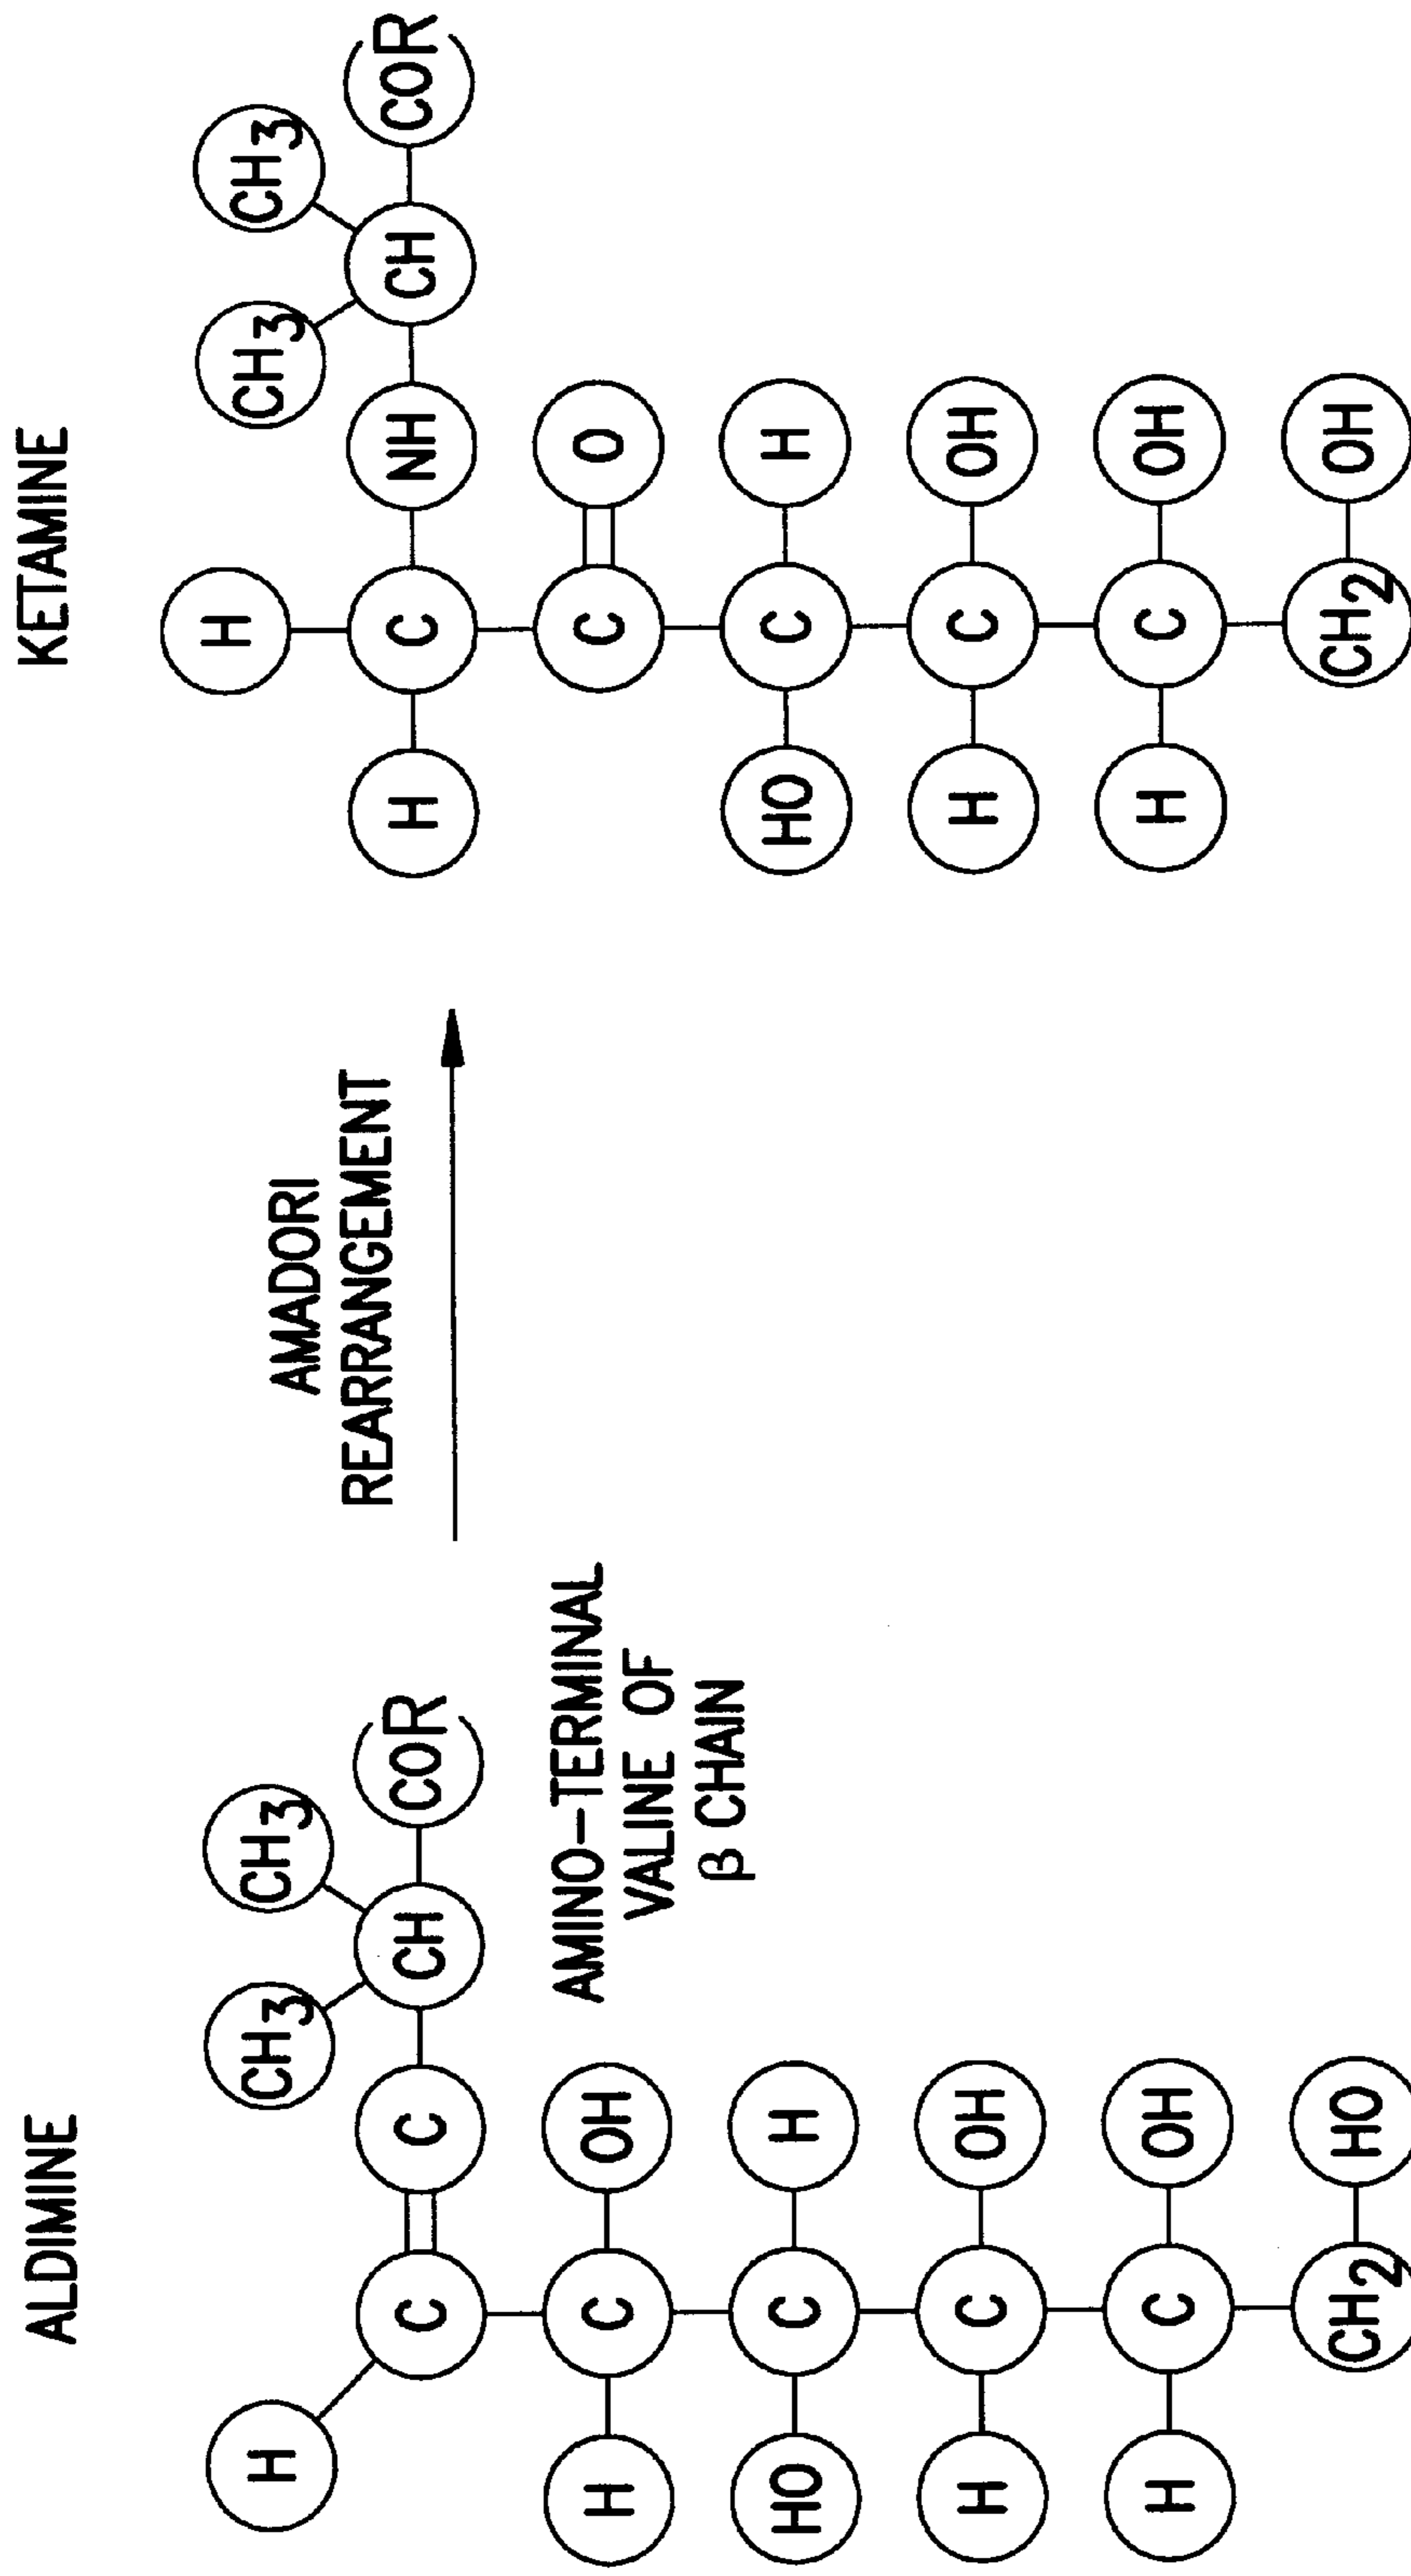 ALDIMINE
H CH3 CH3
C C CH COR
H C OH
HO C H
H C OH
H C OH
CH2 HO
AMINO-TERMINAL
VALINE OF
β CHAIN
AMADORI
REARRANGEMENT
KETAMINE
H CH3 CH3
H C NH CH COR
C O
HO C H
H C OH
H C OH
CH2 OH